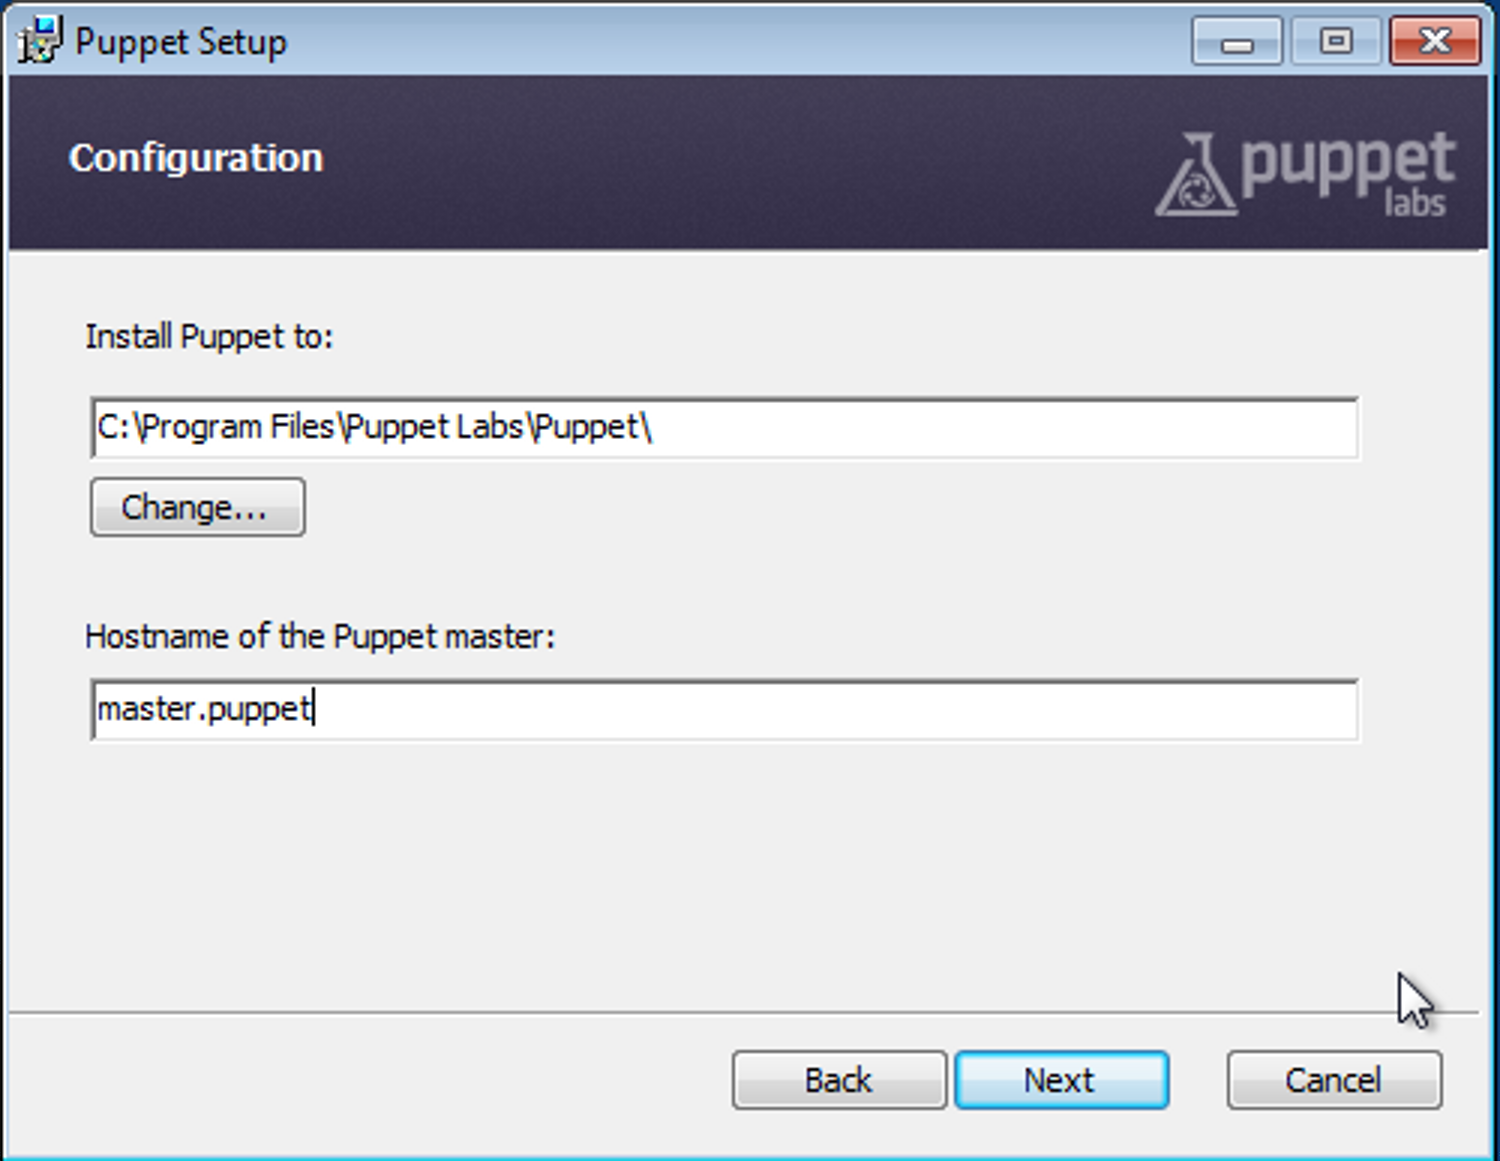 Puppet Setup
Configuration
puppet
labs
Install Puppet to:
C:\Program Files\Puppet Labs\Puppet\
Change...
Hostname of the Puppet master:
master.puppet
Back
Next
Cancel